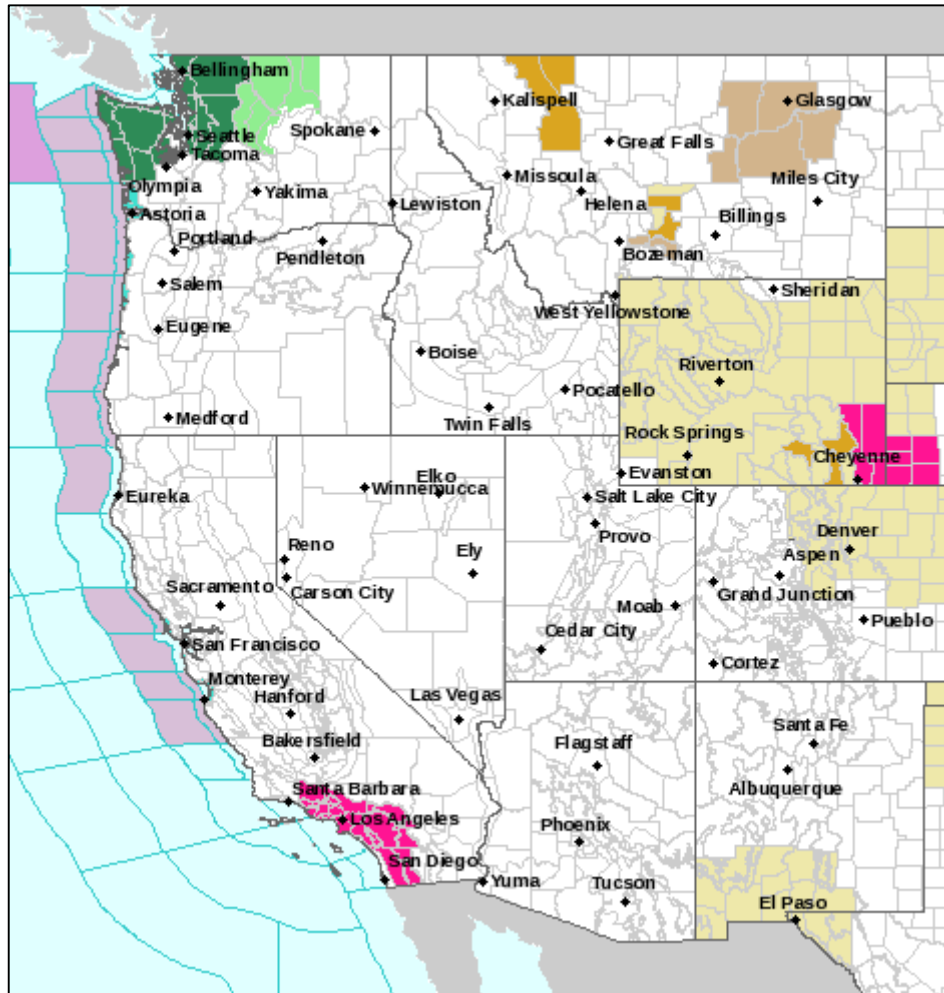 Bellingham
Kalispell
Glasgow
Spokane
Seattle
Great Falls
Tacoma
Olympia
Yakima
Missoula
Miles City
Astoria
Lewiston
Helena
Billings
Portland
Pendleton
Bozeman
Salem
West Yellowstone
Sheridan
Eugene
Boise
Riverton
Pocatello
Medford
Twin Falls
Rock Springs
Cheyenne
Evanston
Elko
Winnemucca
Eureka
Salt Lake City
Provo
Denver
Reno
Ely
Aspen
Carson City
Grand Junction
Sacramento
Moab
Pueblo
San Francisco
Cedar City
Cortez
Monterey
Hanford
Las Vegas
Santa Fe
Bakersfield
Flagstaff
Albuquerque
Santa Barbara
Los Angeles
Phoenix
San Diego
Yuma
Tucson
El Paso